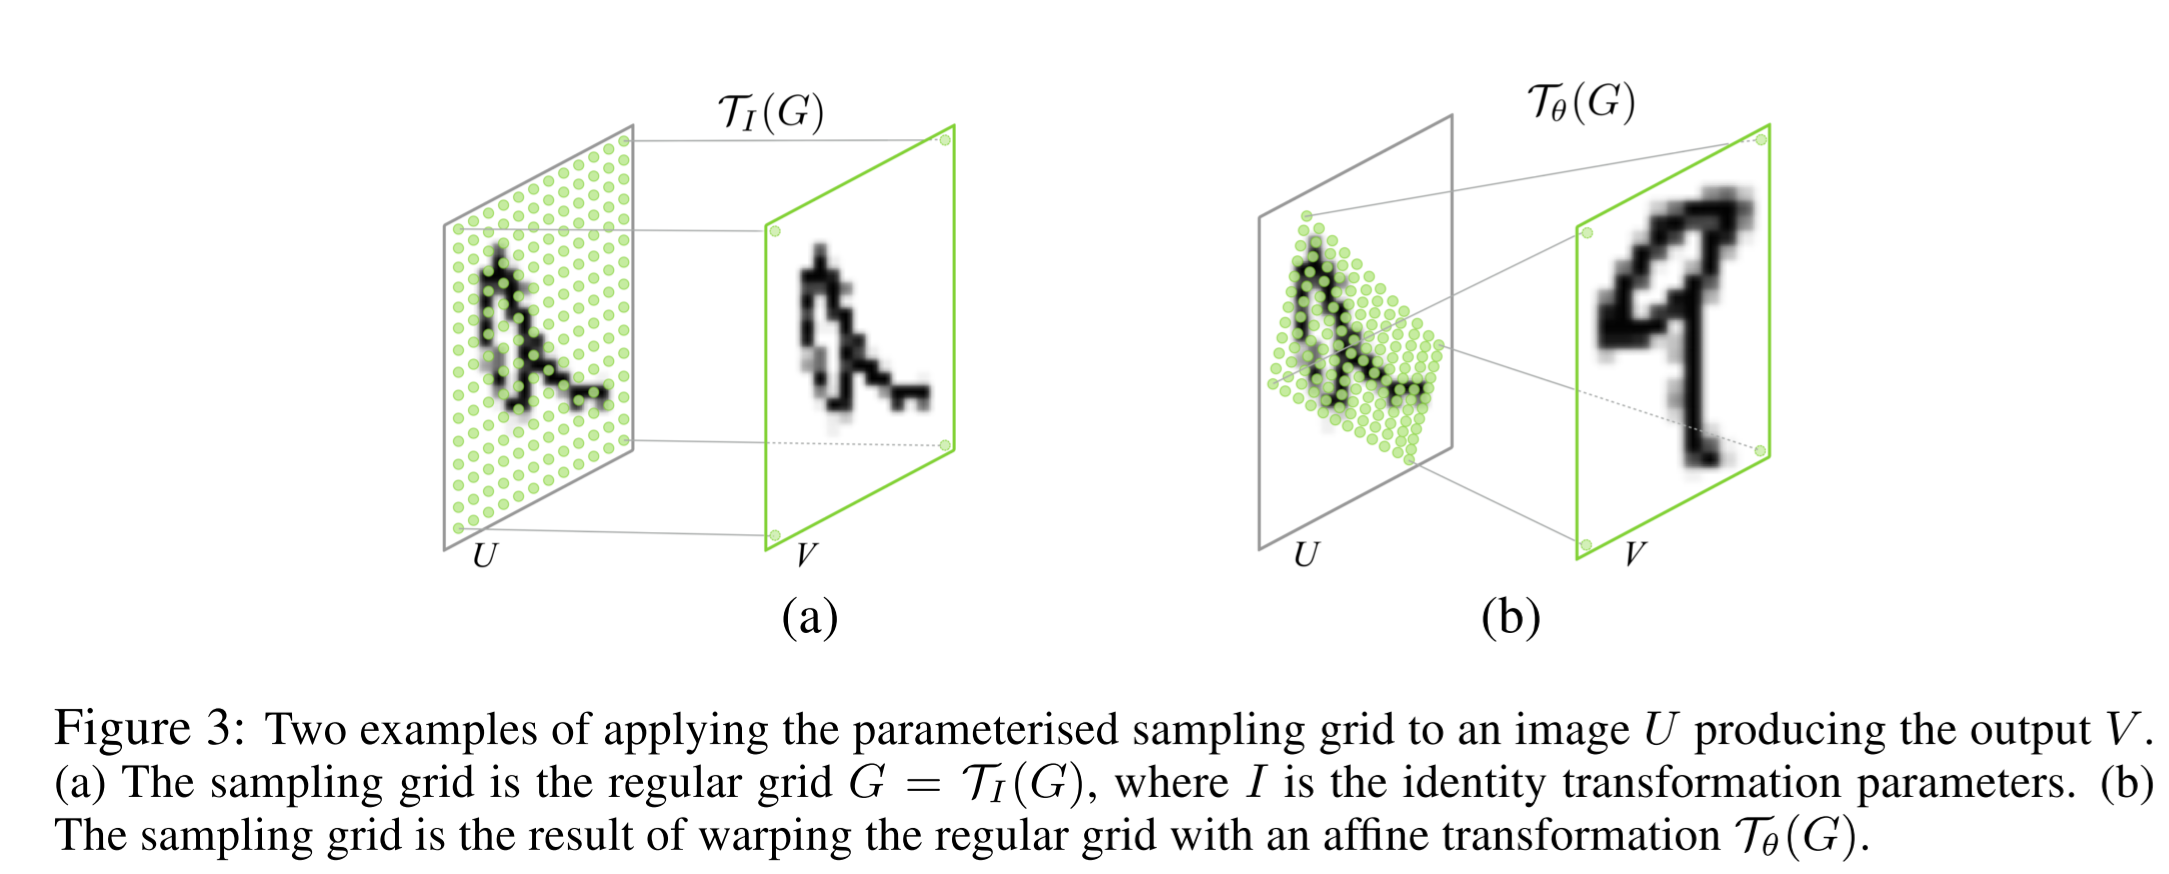 𝒯_I(G)
𝒯_θ(G)
U
V
U
V
(a)
(b)
Figure 3: Two examples of applying the parameterised sampling grid to an image U producing the output V.
(a) The sampling grid is the regular grid G = 𝒯_I(G), where I is the identity transformation parameters. (b)
The sampling grid is the result of warping the regular grid with an affine transformation 𝒯_θ(G).